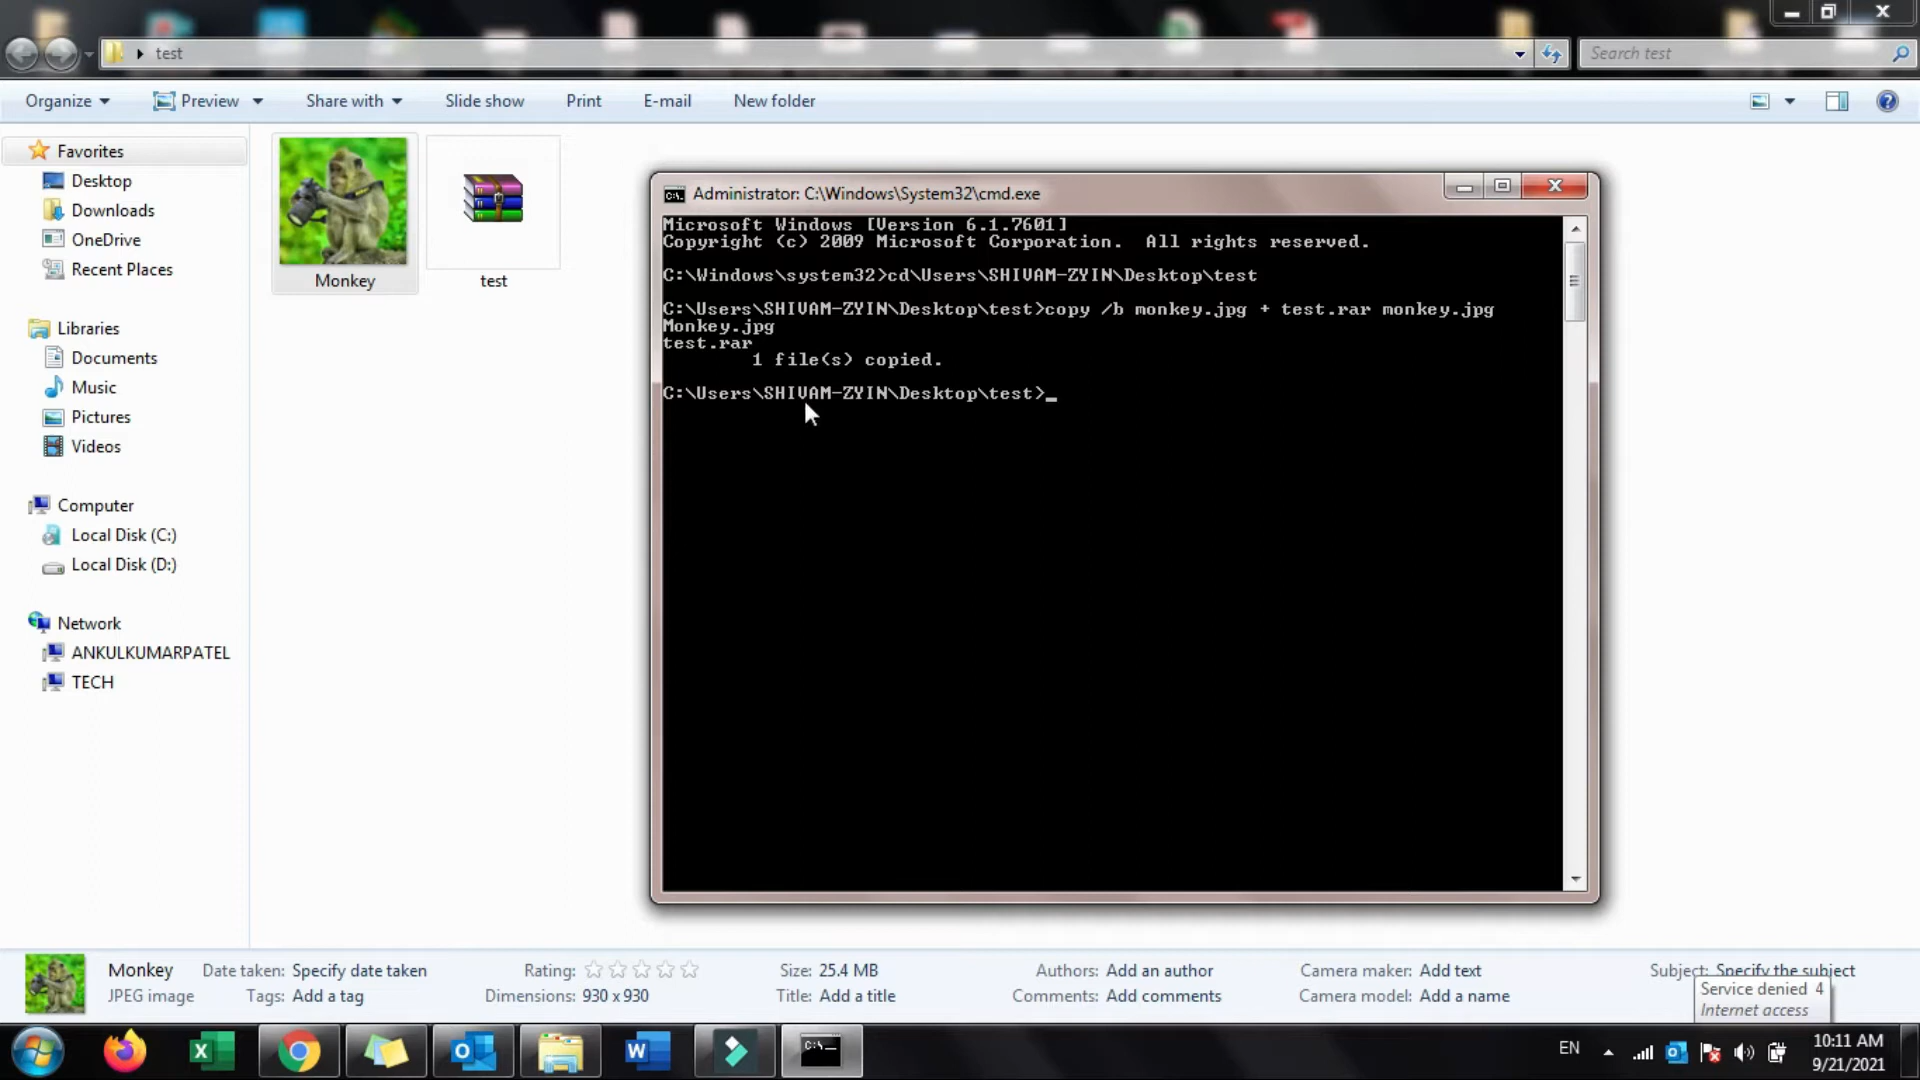 test
Search test
Organize Preview Share with Slide show Print E-mail New folder
Favorites
Desktop
Downloads
OneDrive
Recent Places
Libraries
Documents
Music
Pictures
Videos
Computer
Local Disk (C:)
Local Disk (D:)
Network
ANKULKUMARPATEL
TECH
Monkey
test
C:\.
Administrator: C:\Windows\System32\cmd.exe
Microsoft Windows [Version 6.1.7601]
Copyright (c) 2009 Microsoft Corporation. All rights reserved.
C:\Windows\system32>cd\Users\SHIVAM-ZYIN\Desktop\test
C:\Users\SHIVAM-ZYIN\Desktop\test>copy /b monkey.jpg + test.rar monkey.jpg
Monkey.jpg
test.rar
1 file(s) copied.
C:\Users\SHIVAM-ZYIN\Desktop\test>_
Monkey Date taken: Specify date taken Rating: Size: 25.4 MB Authors: Add an author Camera maker: Add text Subject: Specify the subject
JPEG image Tags: Add a tag Dimensions: 930 x 930 Title: Add a title Comments: Add comments Camera model: Add a name
Service denied 4
Internet access
EN
10:11 AM
9/21/2021